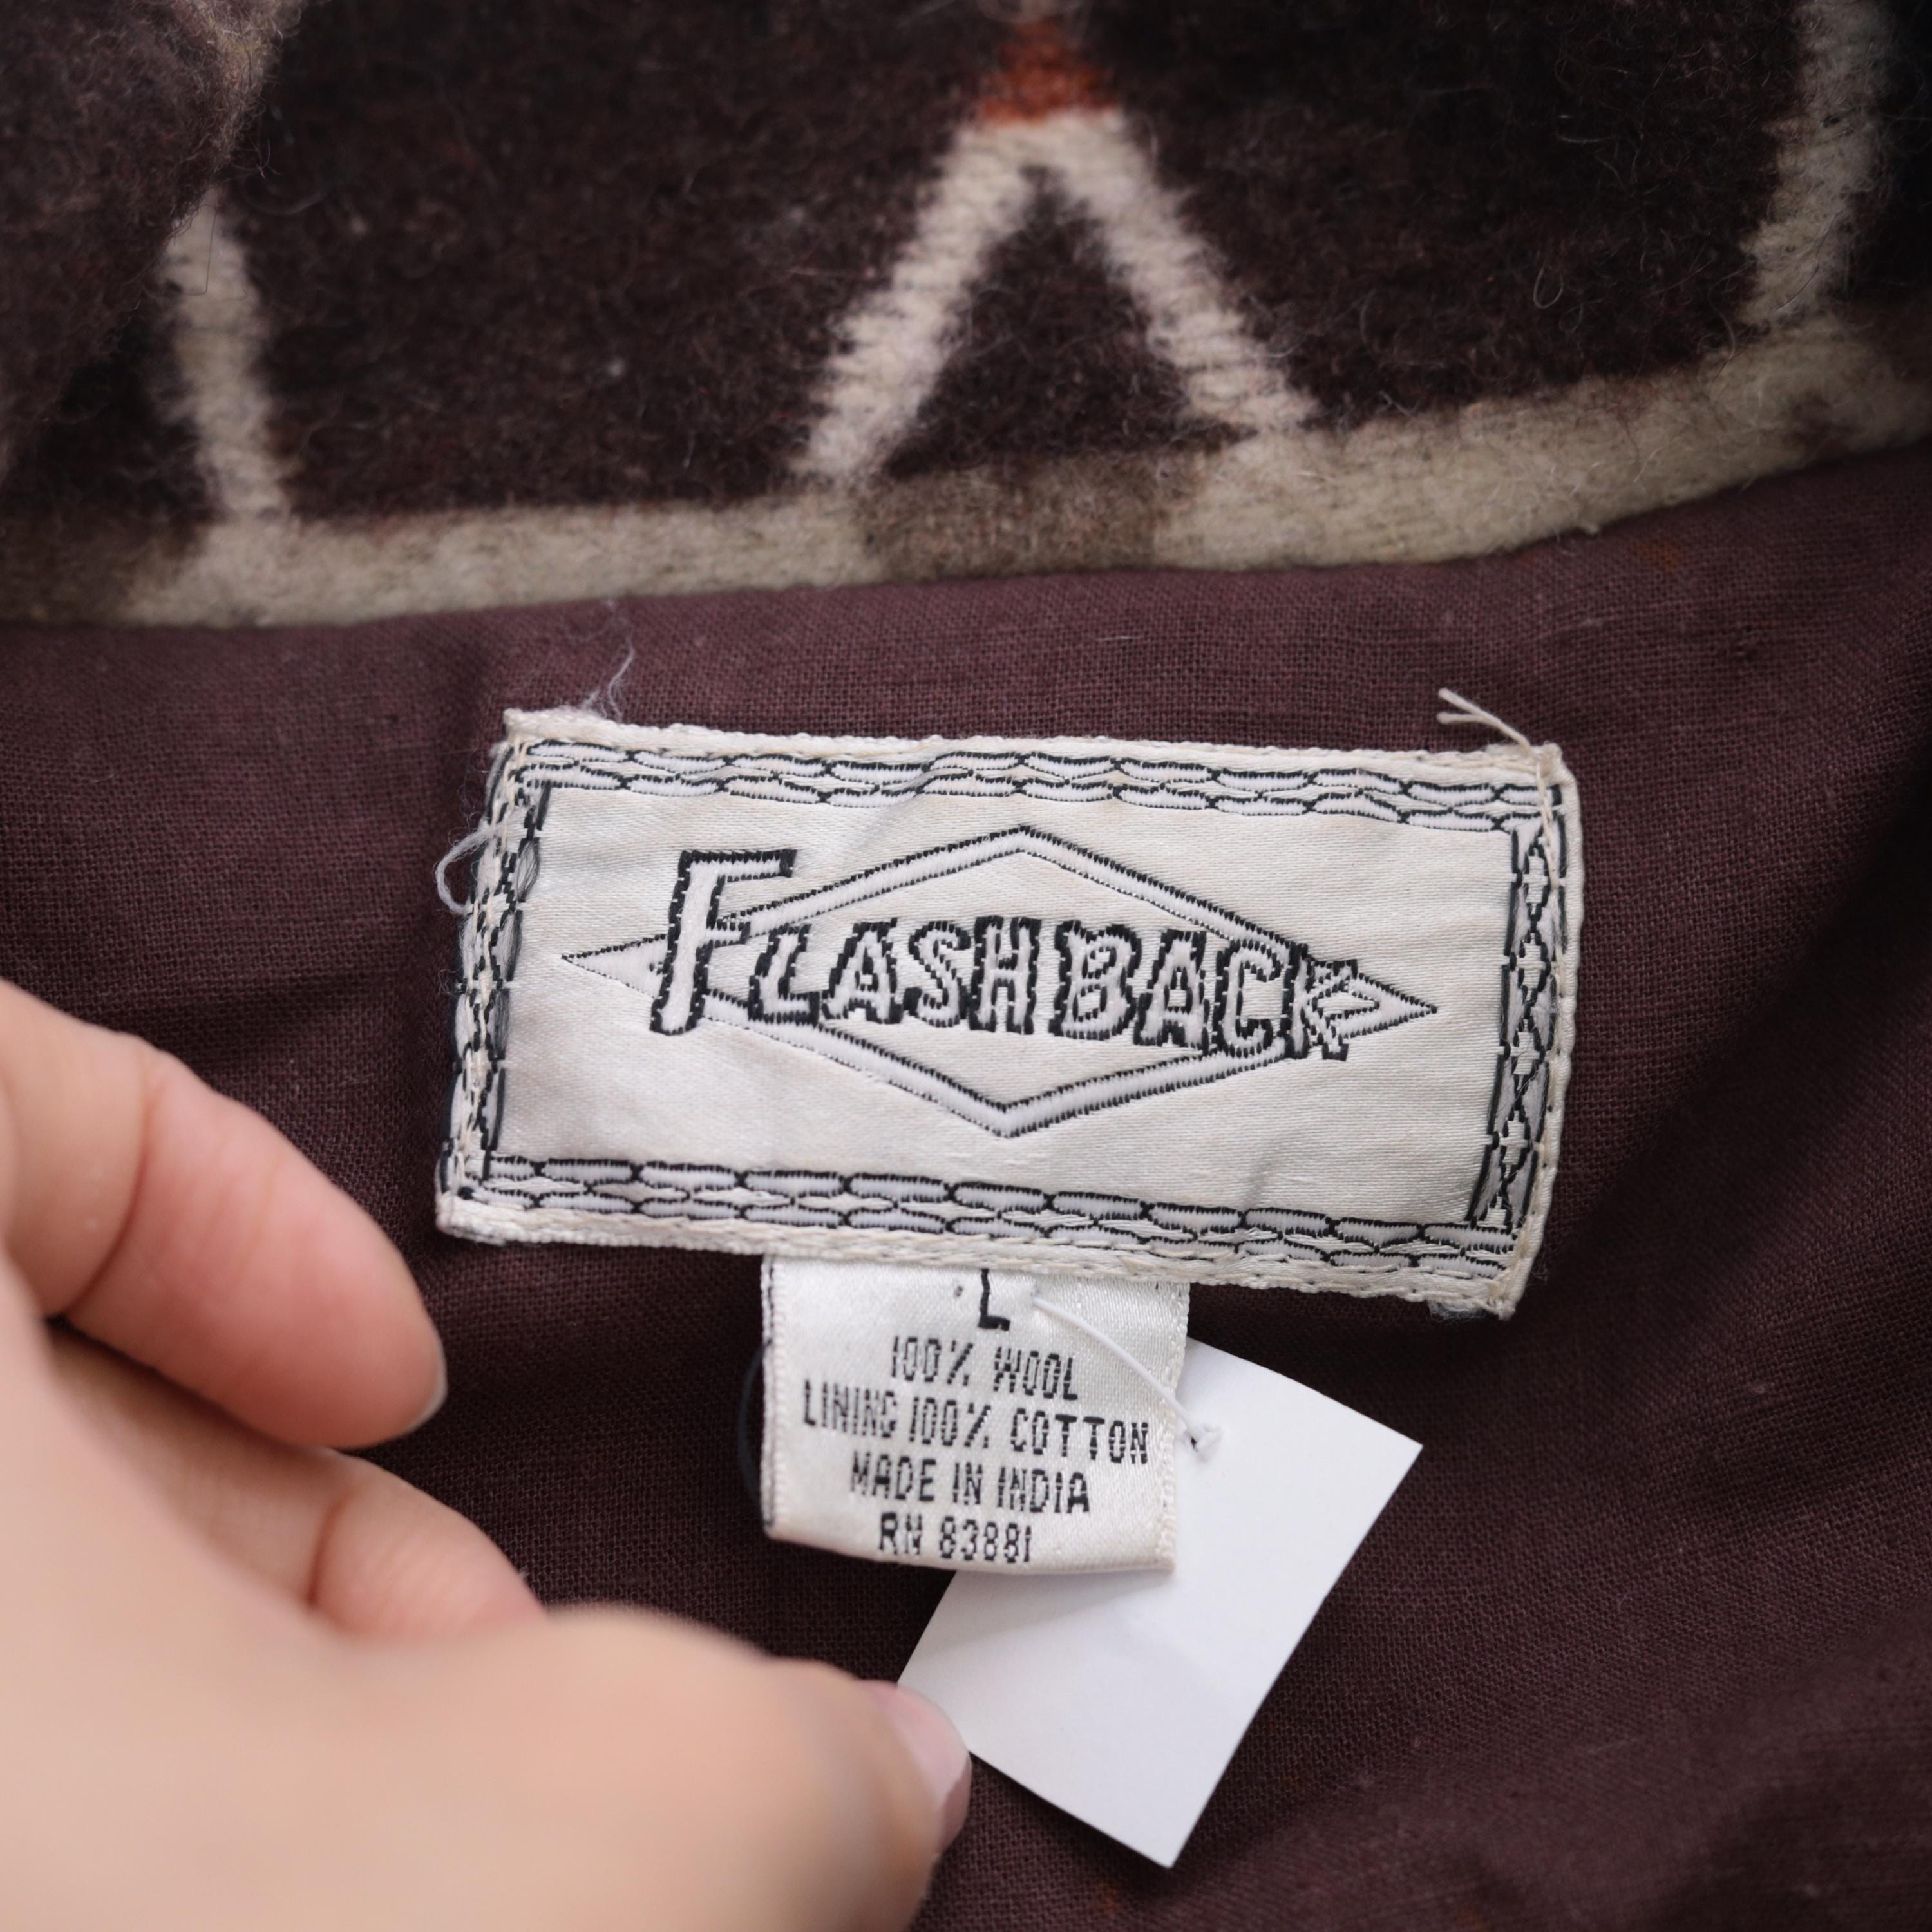 FLASHBACK
L
100% WOOL
LINING 100% COTTON
MADE IN INDIA
RN 83881